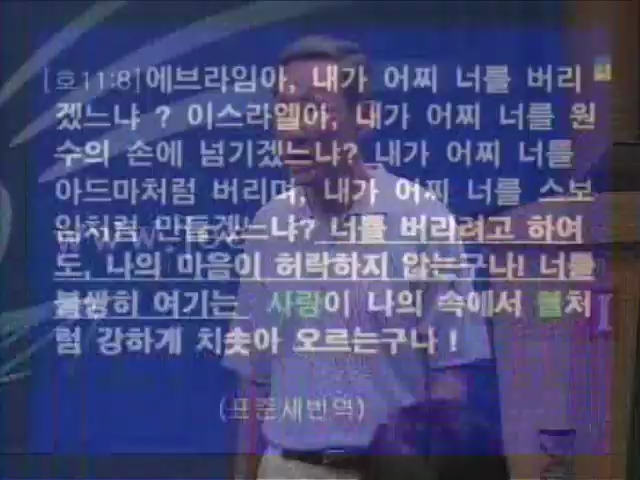 [호11:8]에브라임아, 내가 어찌 너를 버리
겠느냐 ? 이스라엘아, 내가 어찌 너를 원
수의 손에 넘기겠느냐? 내가 어찌 너를
아드마처럼 버리며, 내가 어찌 너를 스보
임처럼 만들겠느냐? 너를 버리려고 하여
도, 나의 마음이 허락하지 않는구나! 너를
불쌍히 여기는 사랑이 나의 속에서 불처
럼 강하게 치솟아 오르는구나 !
(표준새번역)